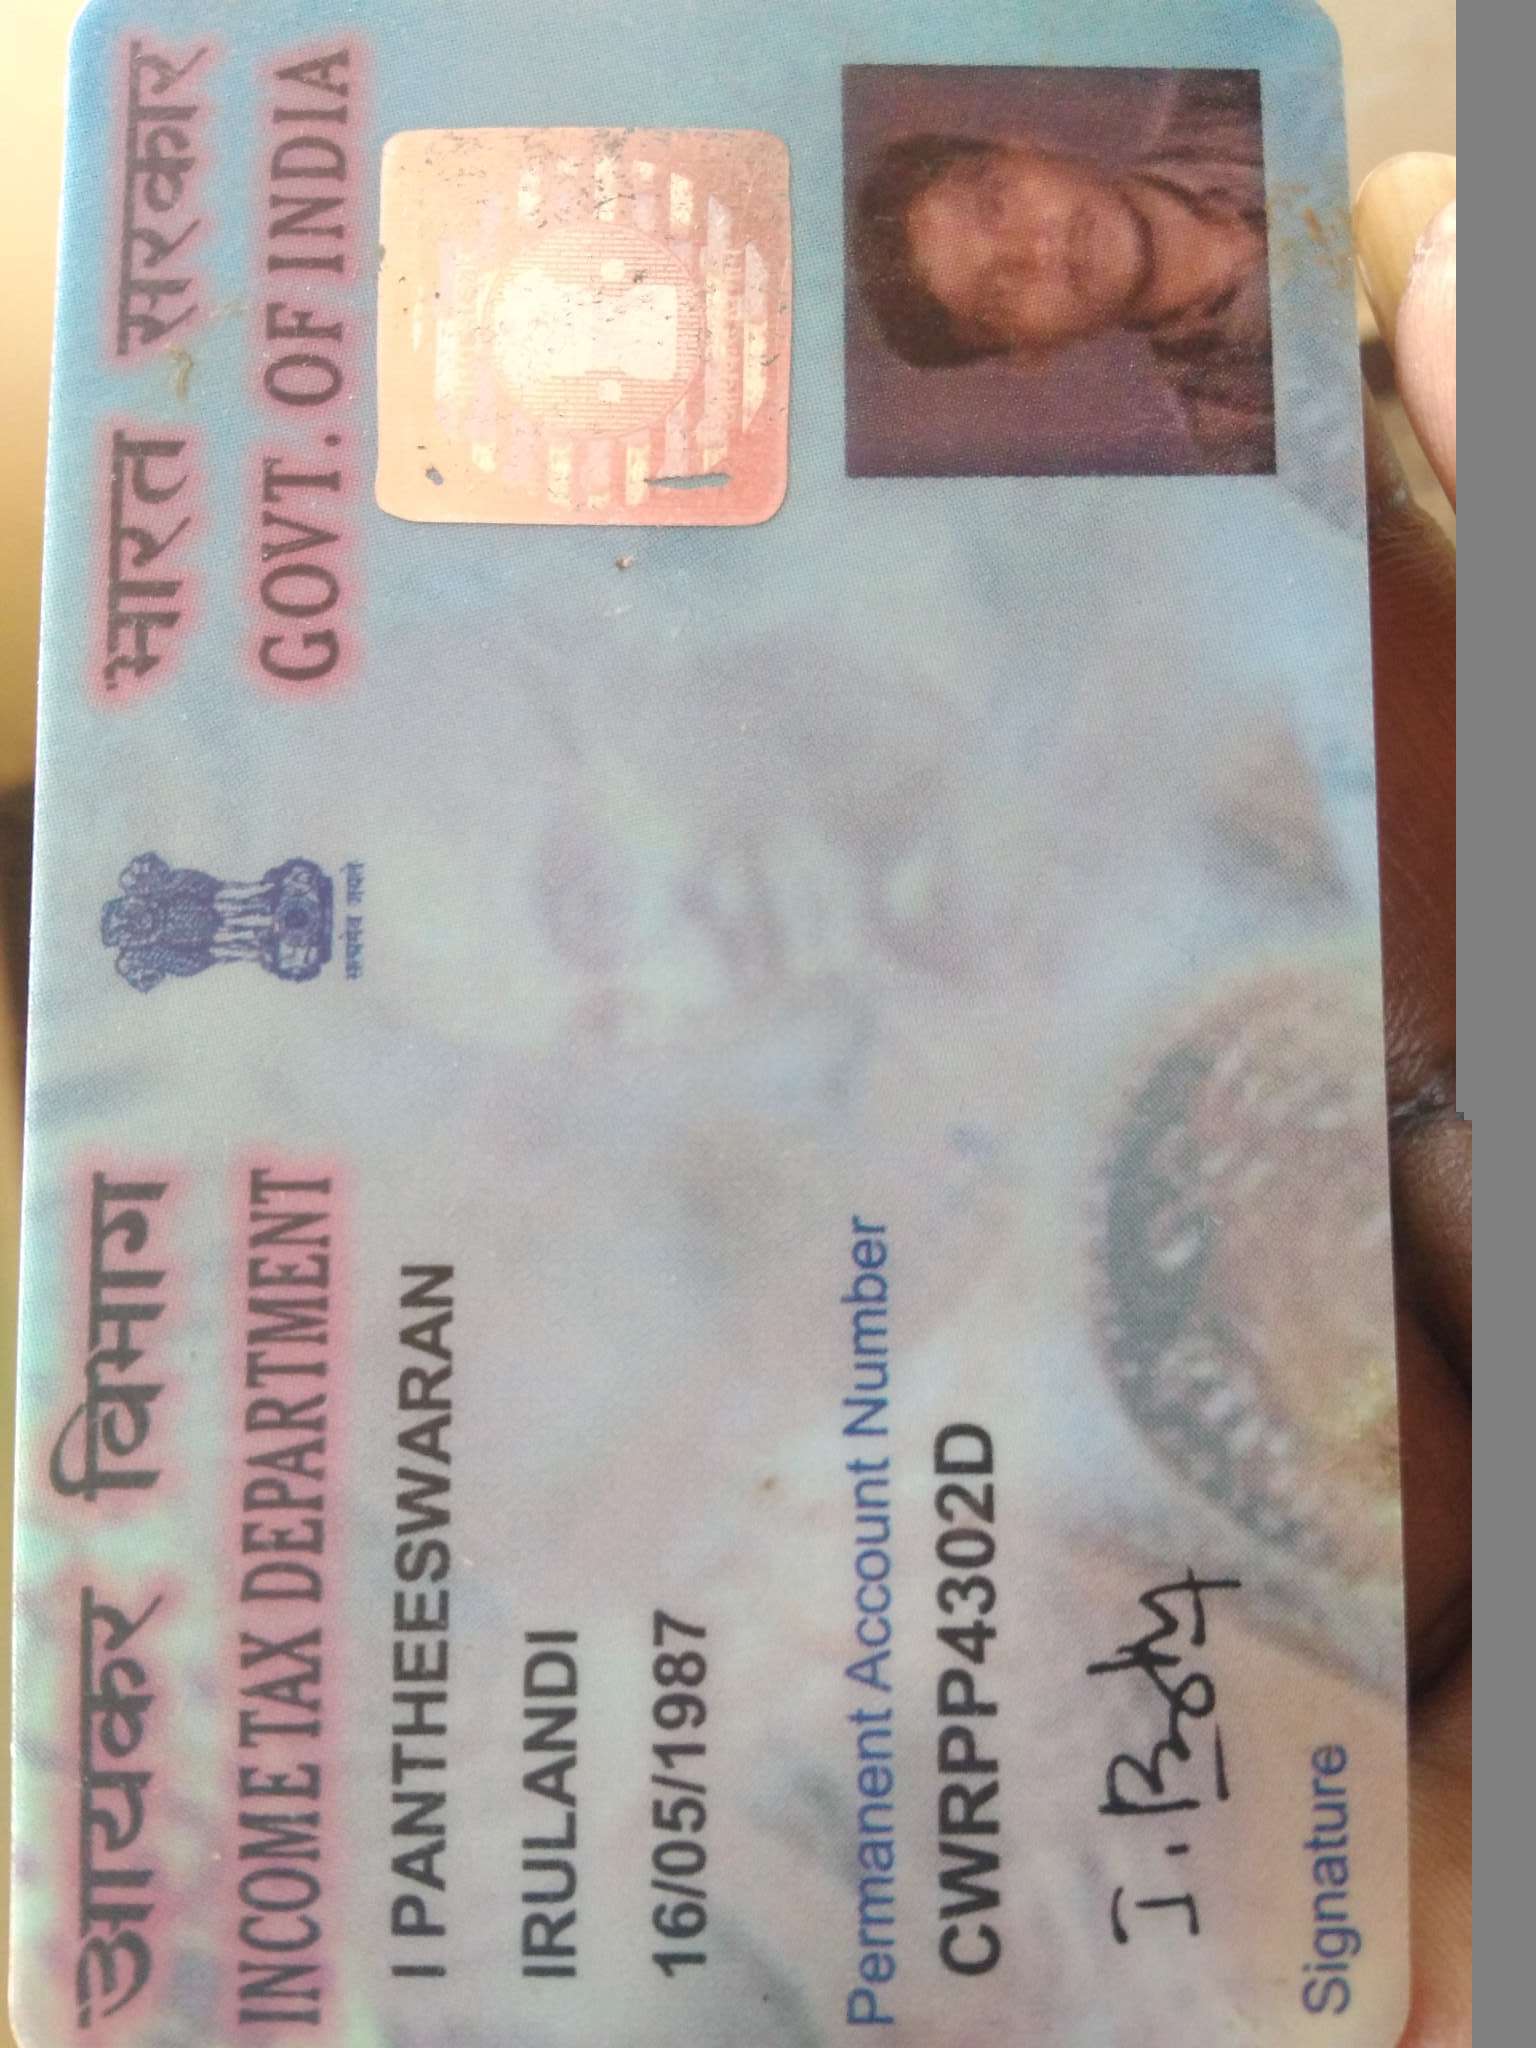 आयकर विभाग
INCOME TAX DEPARTMENT
सत्यमेव जयते
भारत सरकार
GOVT. OF INDIA
I PANTHEESWARAN
IRULANDI
16/05/1987
Permanent Account Number
CWRPP4302D
Signature